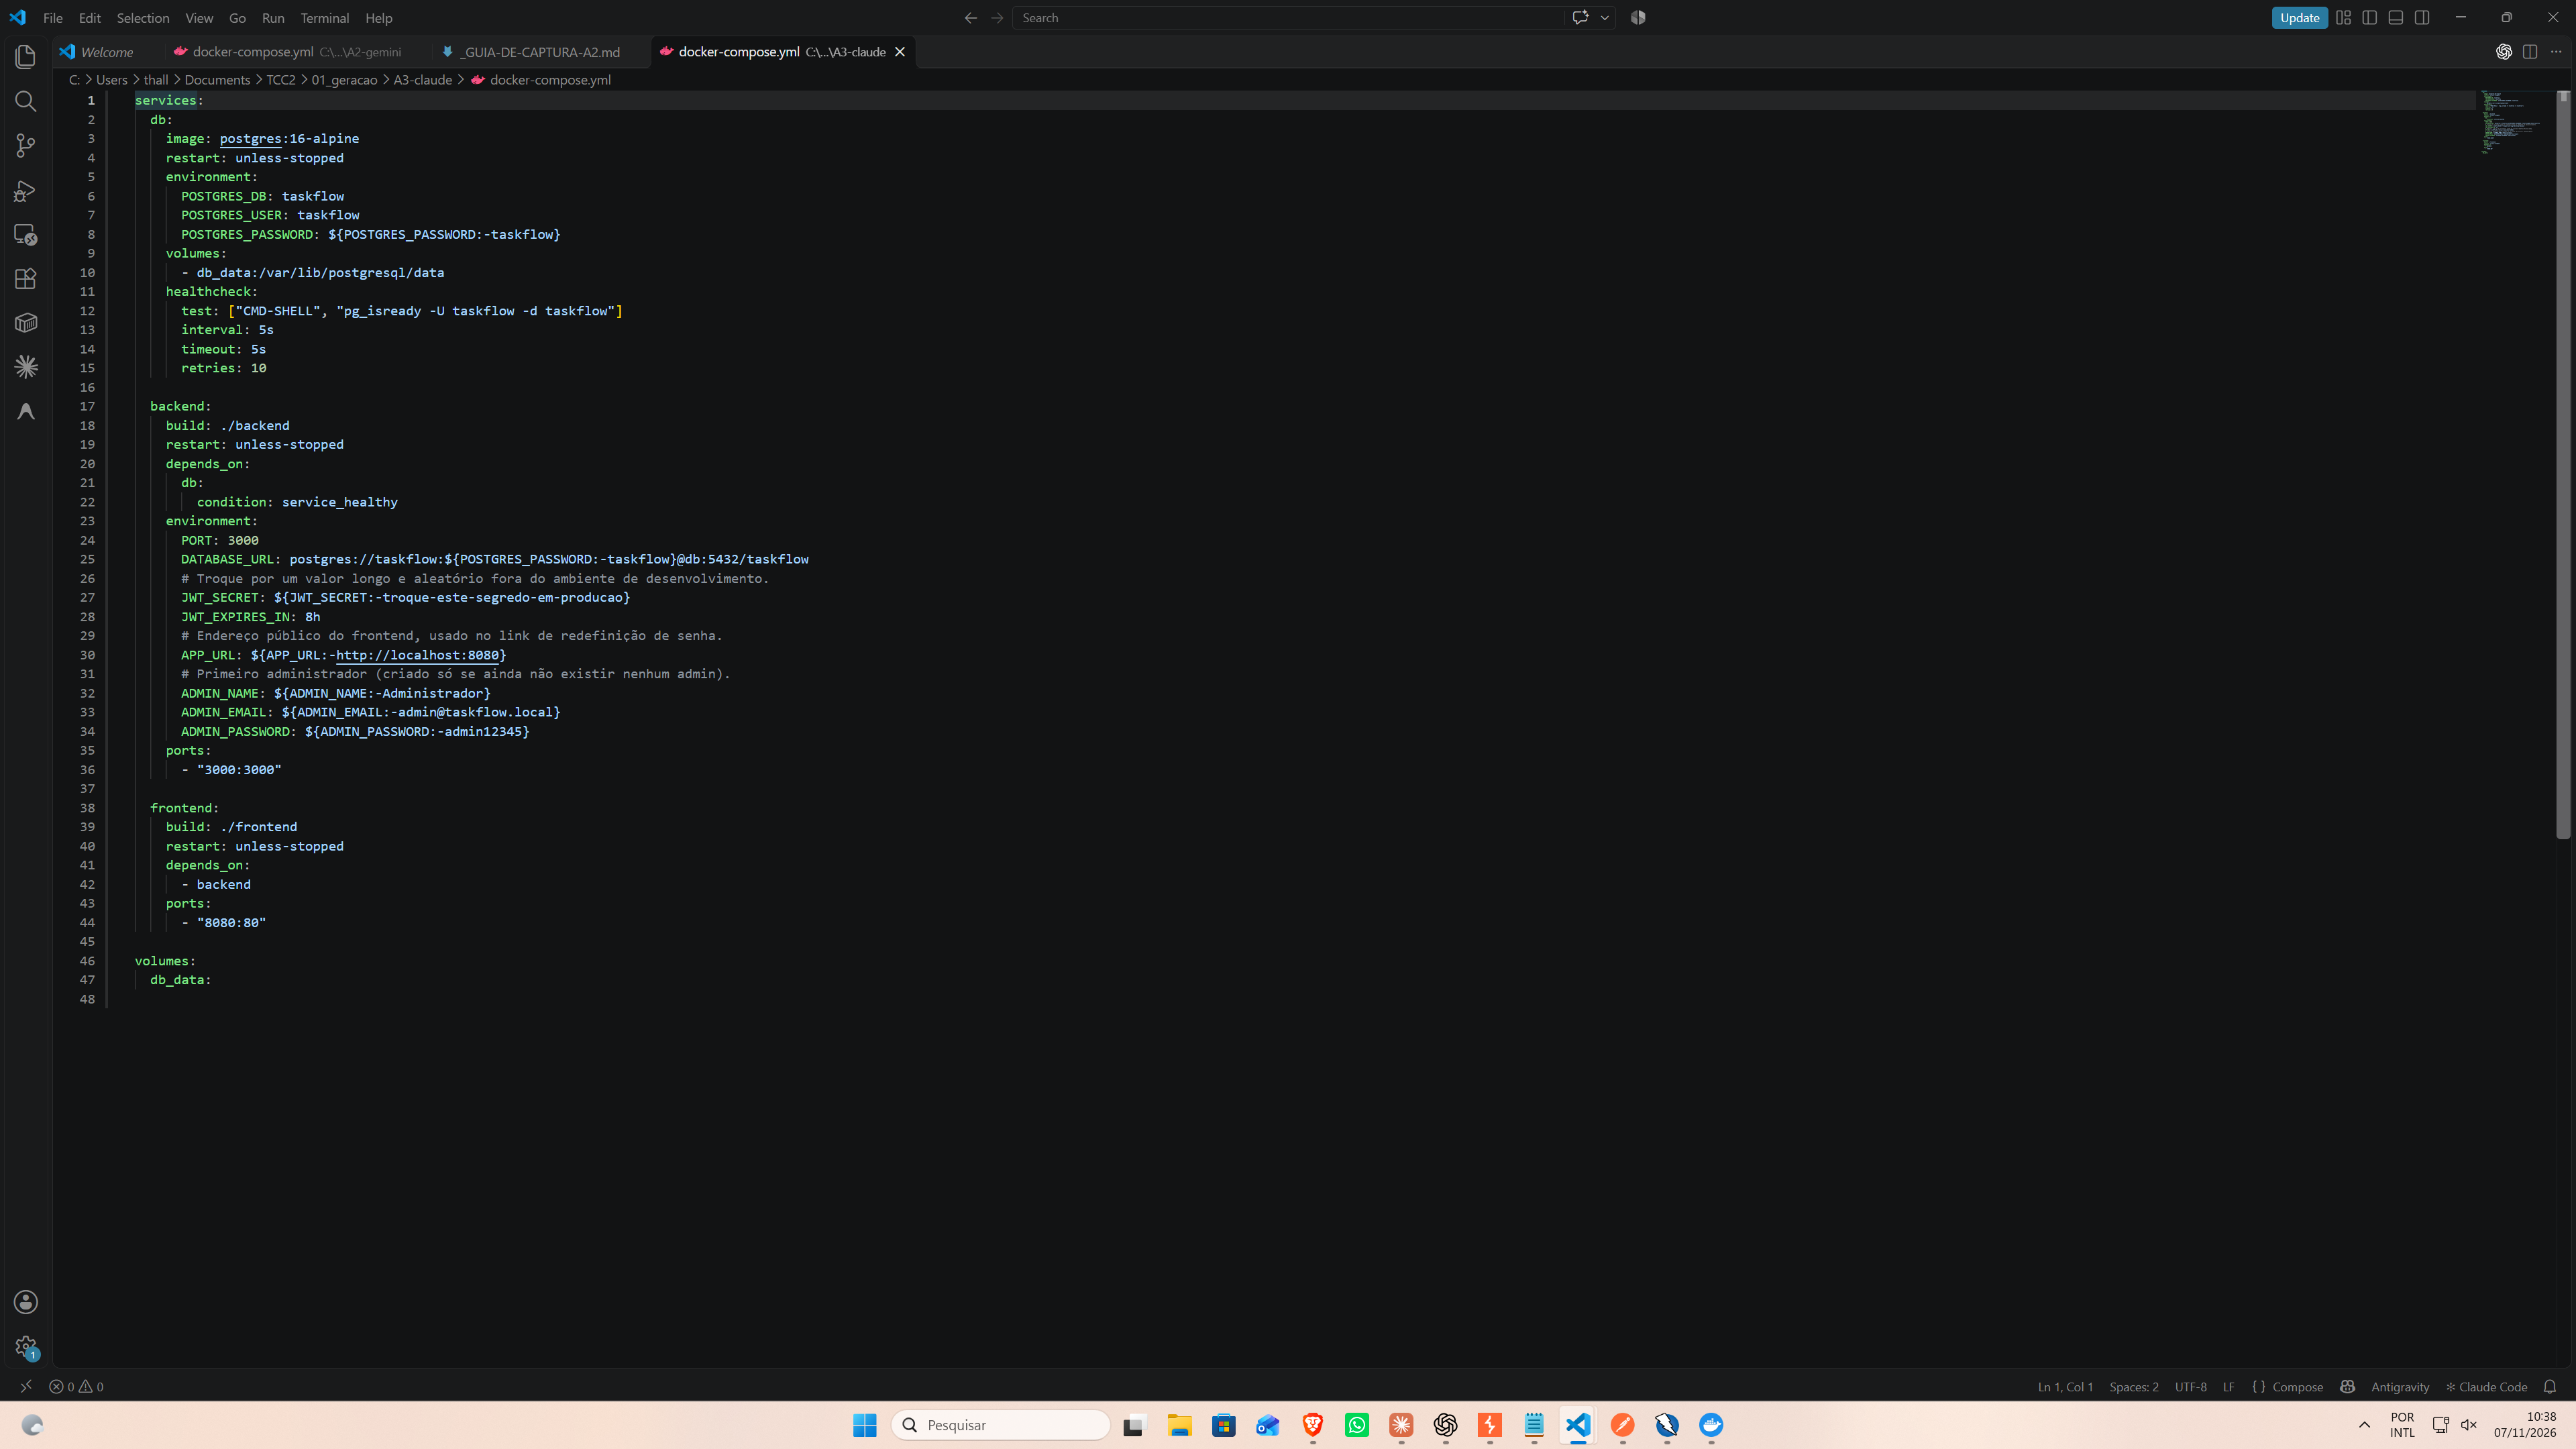 File Edit Selection View Go Run Terminal Help Search Update
Welcome docker-compose.yml C:\...\A2-gemini _GUIA-DE-CAPTURA-A2.md docker-compose.yml C:\...\A3-claude
C: > Users > thall > Documents > TCC2 > 01_geracao > A3-claude > docker-compose.yml
1 services:
2 db:
3 image: postgres:16-alpine
4 restart: unless-stopped
5 environment:
6 POSTGRES_DB: taskflow
7 POSTGRES_USER: taskflow
8 POSTGRES_PASSWORD: ${POSTGRES_PASSWORD:-taskflow}
9 volumes:
10 - db_data:/var/lib/postgresql/data
11 healthcheck:
12 test: ["CMD-SHELL", "pg_isready -U taskflow -d taskflow"]
13 interval: 5s
14 timeout: 5s
15 retries: 10
16
17 backend:
18 build: ./backend
19 restart: unless-stopped
20 depends_on:
21 db:
22 condition: service_healthy
23 environment:
24 PORT: 3000
25 DATABASE_URL: postgres://taskflow:${POSTGRES_PASSWORD:-taskflow}@db:5432/taskflow
26 # Troque por um valor longo e aleatório fora do ambiente de desenvolvimento.
27 JWT_SECRET: ${JWT_SECRET:-troque-este-segredo-em-producao}
28 JWT_EXPIRES_IN: 8h
29 # Endereço público do frontend, usado no link de redefinição de senha.
30 APP_URL: ${APP_URL:-http://localhost:8080}
31 # Primeiro administrador (criado só se ainda não existir nenhum admin).
32 ADMIN_NAME: ${ADMIN_NAME:-Administrador}
33 ADMIN_EMAIL: ${ADMIN_EMAIL:-admin@taskflow.local}
34 ADMIN_PASSWORD: ${ADMIN_PASSWORD:-admin12345}
35 ports:
36 - "3000:3000"
37
38 frontend:
39 build: ./frontend
40 restart: unless-stopped
41 depends_on:
42 - backend
43 ports:
44 - "8080:80"
45
46 volumes:
47 db_data:
48
1
0 0 Ln 1, Col 1 Spaces: 2 UTF-8 LF { } Compose Antigravity Claude Code
Pesquisar POR 10:38
INTL 07/11/2026